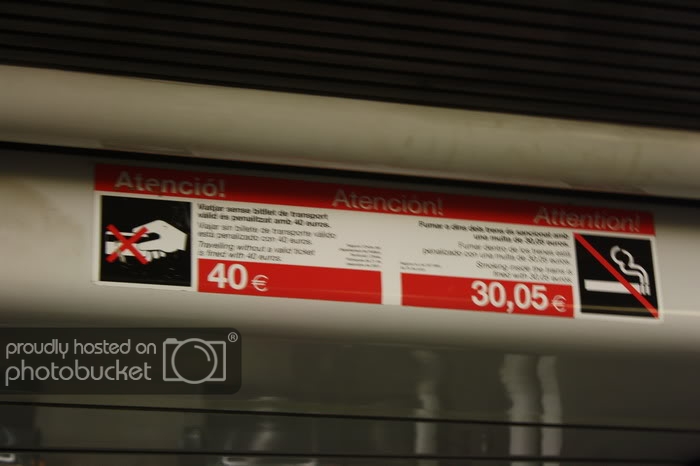 Atenció!
Atención!
Attention!
Viatjar sense bitllet de transport
vàlid és penalitzat amb 40 euros.
Viajar sin billete de transporte válido
está penalizado con 40 euros.
Travelling without a valid ticket
is fined with 40 euros.
40 €
Fumar a dins dels trens es sancionat amb
una multa de 30,05 euros.
Fumar dentro de los trenes está
penalizado con una multa de 30,05 euros.
Smoking inside the trains is
fined with 30,05 euros.
30,05 €
proudly hosted on
photobucket
®